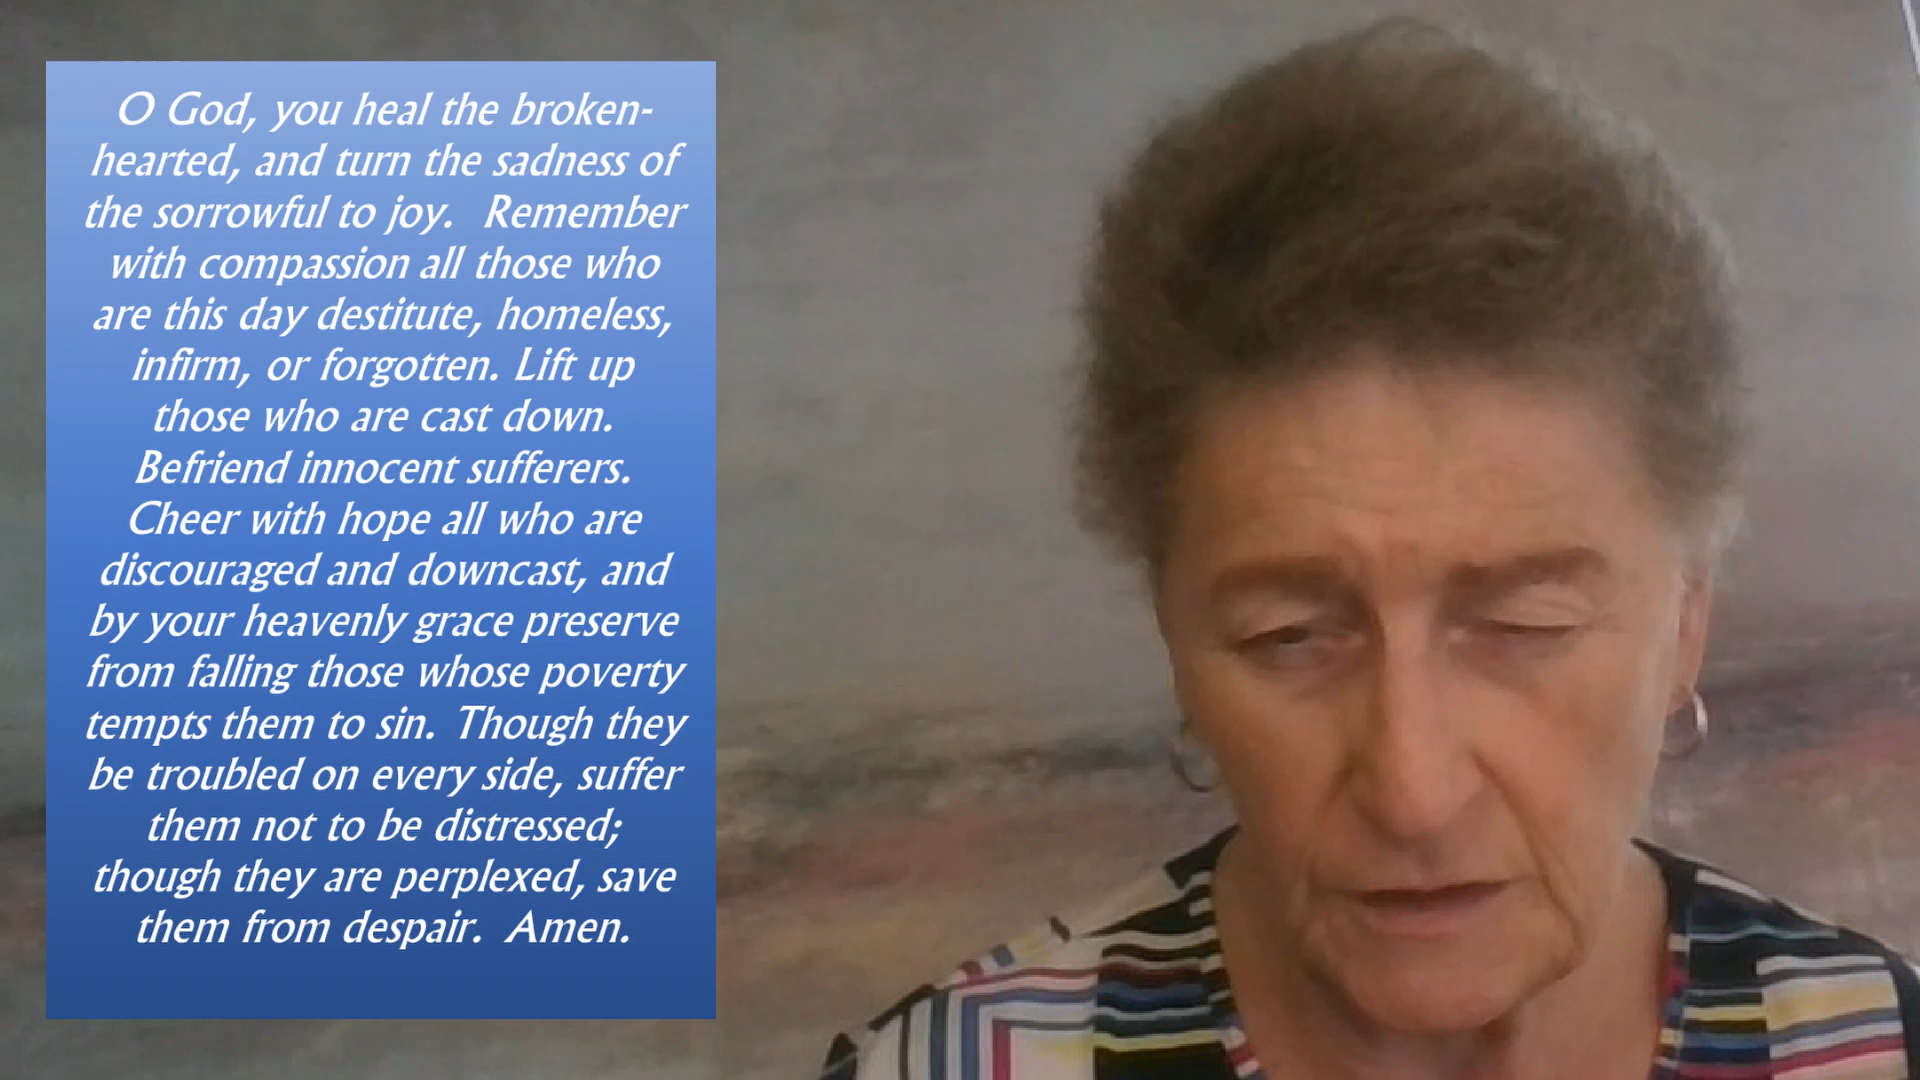 O God, you heal the broken-
hearted, and turn the sadness of
the sorrowful to joy.  Remember
with compassion all those who
are this day destitute, homeless,
infirm, or forgotten. Lift up
those who are cast down.
Befriend innocent sufferers.
Cheer with hope all who are
discouraged and downcast, and
by your heavenly grace preserve
from falling those whose poverty
tempts them to sin.  Though they
be troubled on every side, suffer
them not to be distressed;
though they are perplexed, save
them from despair.  Amen.